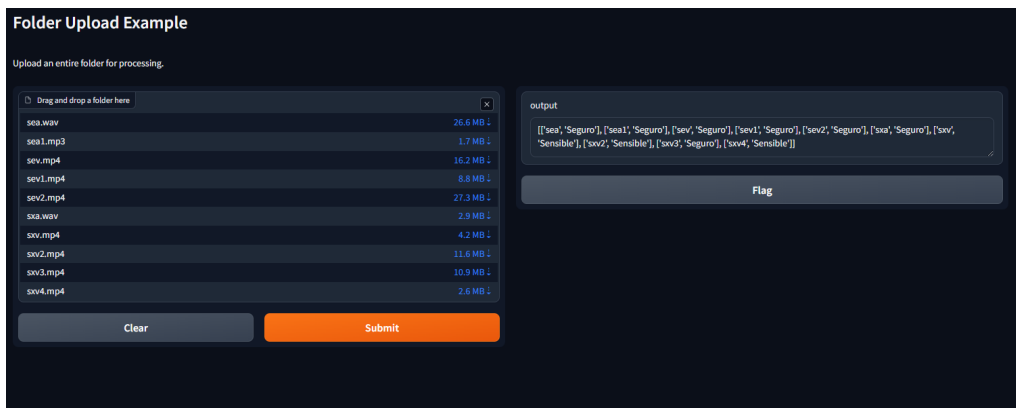 Folder Upload Example
Upload an entire folder for processing.
Drag and drop a folder here
sea.wav 26.6 MB↓
sea1.mp3 1.7 MB↓
sev.mp4 16.2 MB↓
sev1.mp4 8.8 MB↓
sev2.mp4 27.3 MB↓
sxa.wav 2.9 MB↓
sxv.mp4 4.2 MB↓
sxv2.mp4 11.6 MB↓
sxv3.mp4 10.9 MB↓
sxv4.mp4 2.6 MB↓
Clear
Submit
output
[['sea', 'Seguro'], ['sea1', 'Seguro'], ['sev', 'Seguro'], ['sev1', 'Seguro'], ['sev2', 'Seguro'], ['sxa', 'Seguro'], ['sxv',
'Sensible'], ['sxv2', 'Sensible'], ['sxv3', 'Seguro'], ['sxv4', 'Sensible']]
Flag